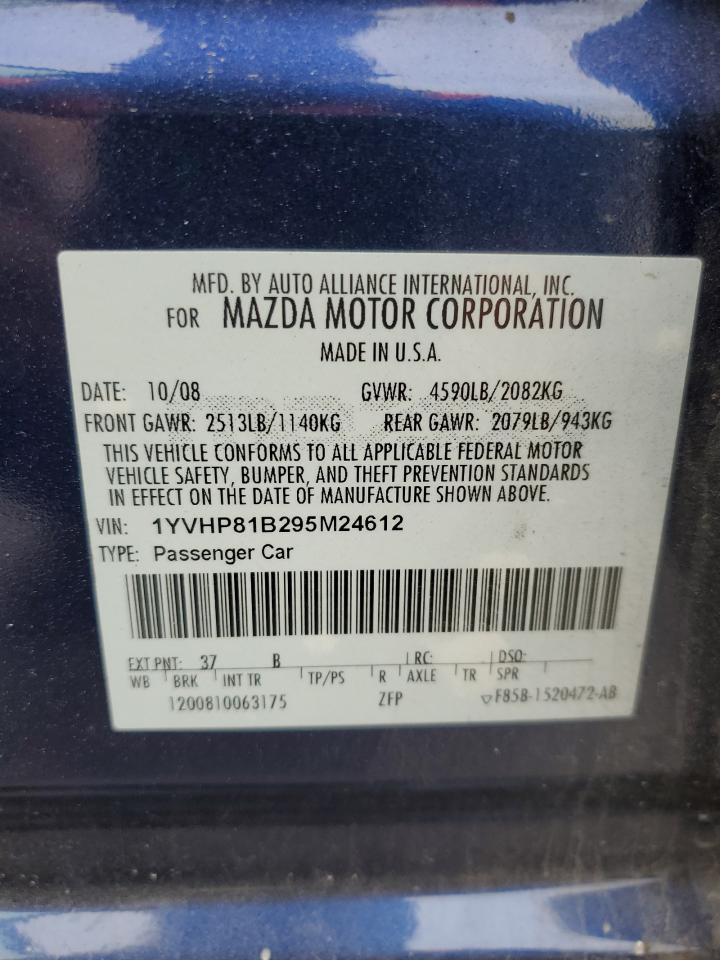 MFD. BY AUTO ALLIANCE INTERNATIONAL, INC.
FOR MAZDA MOTOR CORPORATION
MADE IN U.S.A.
DATE: 10/08 GVWR: 4590LB/2082KG
FRONT GAWR: 2513LB/1140KG REAR GAWR: 2079LB/943KG
THIS VEHICLE CONFORMS TO ALL APPLICABLE FEDERAL MOTOR
VEHICLE SAFETY, BUMPER, AND THEFT PREVENTION STANDARDS
IN EFFECT ON THE DATE OF MANUFACTURE SHOWN ABOVE.
VIN: 1YVHP81B295M24612
TYPE: Passenger Car
EXT PNT: 37 B RC: DSO:
WB BRK INT TR TP/PS R AXLE TR SPR
1200810063175 ZFP F85B-1520472-AB